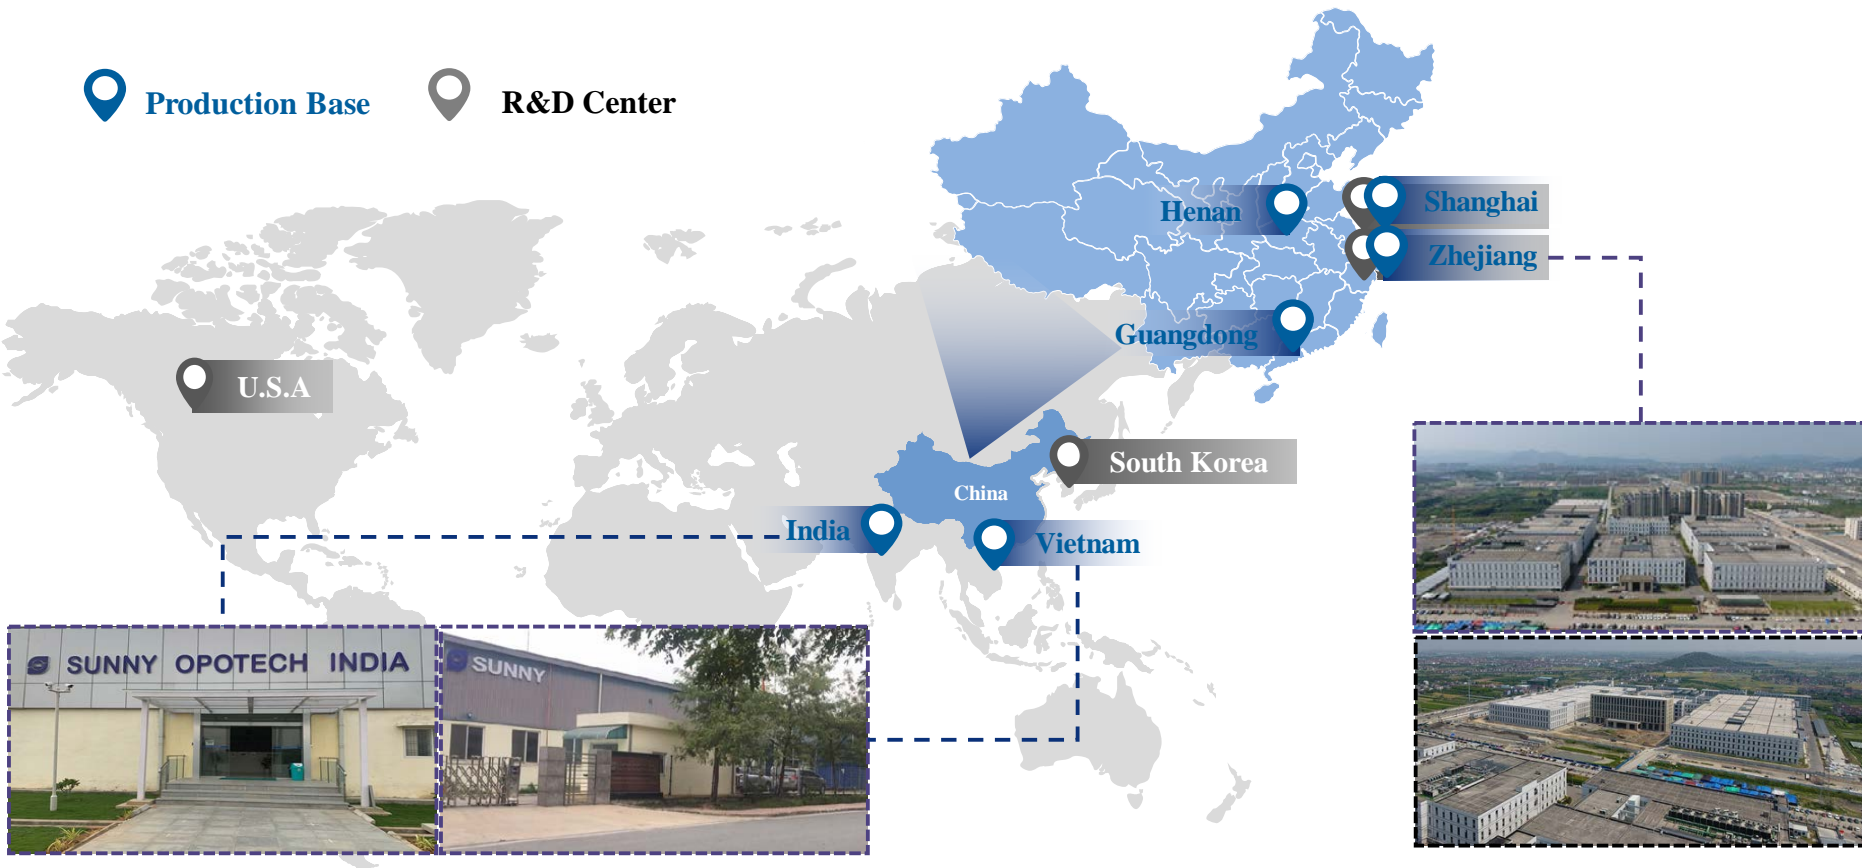 Production Base
R&D Center
Henan
Shanghai
Zhejiang
Guangdong
U.S.A
South Korea
China
India
Vietnam
SUNNY OPOTECH INDIA
SUNNY